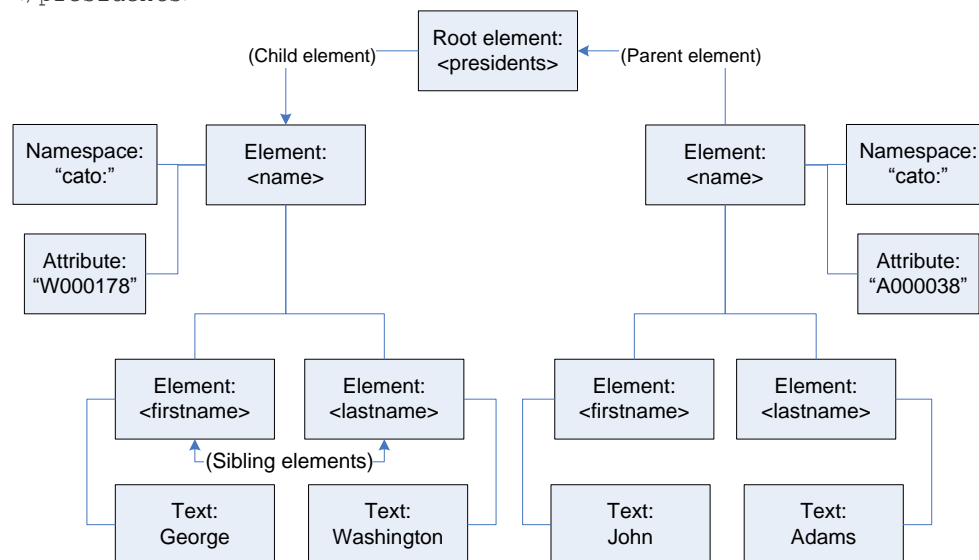 Root element:
<presidents>
(Child element)
(Parent element)
Namespace:
“cato:”
Element:
<name>
Element:
<name>
Namespace:
“cato:”
Attribute:
“W000178”
Attribute:
“A000038”
Element:
<firstname>
Element:
<lastname>
Element:
<firstname>
Element:
<lastname>
(Sibling elements)
Text:
George
Text:
Washington
Text:
John
Text:
Adams